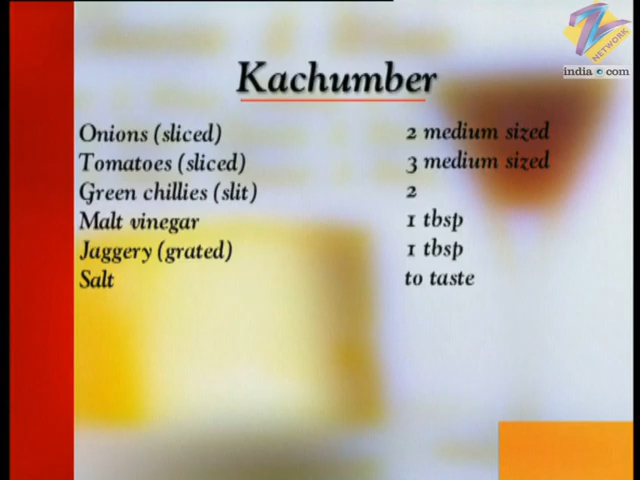 Z
NETWORK
india.com
Kachumber
Onions (sliced) 2 medium sized
Tomatoes (sliced) 3 medium sized
Green chillies (slit) 2
Malt vinegar 1 tbsp
Jaggery (grated) 1 tbsp
Salt to taste